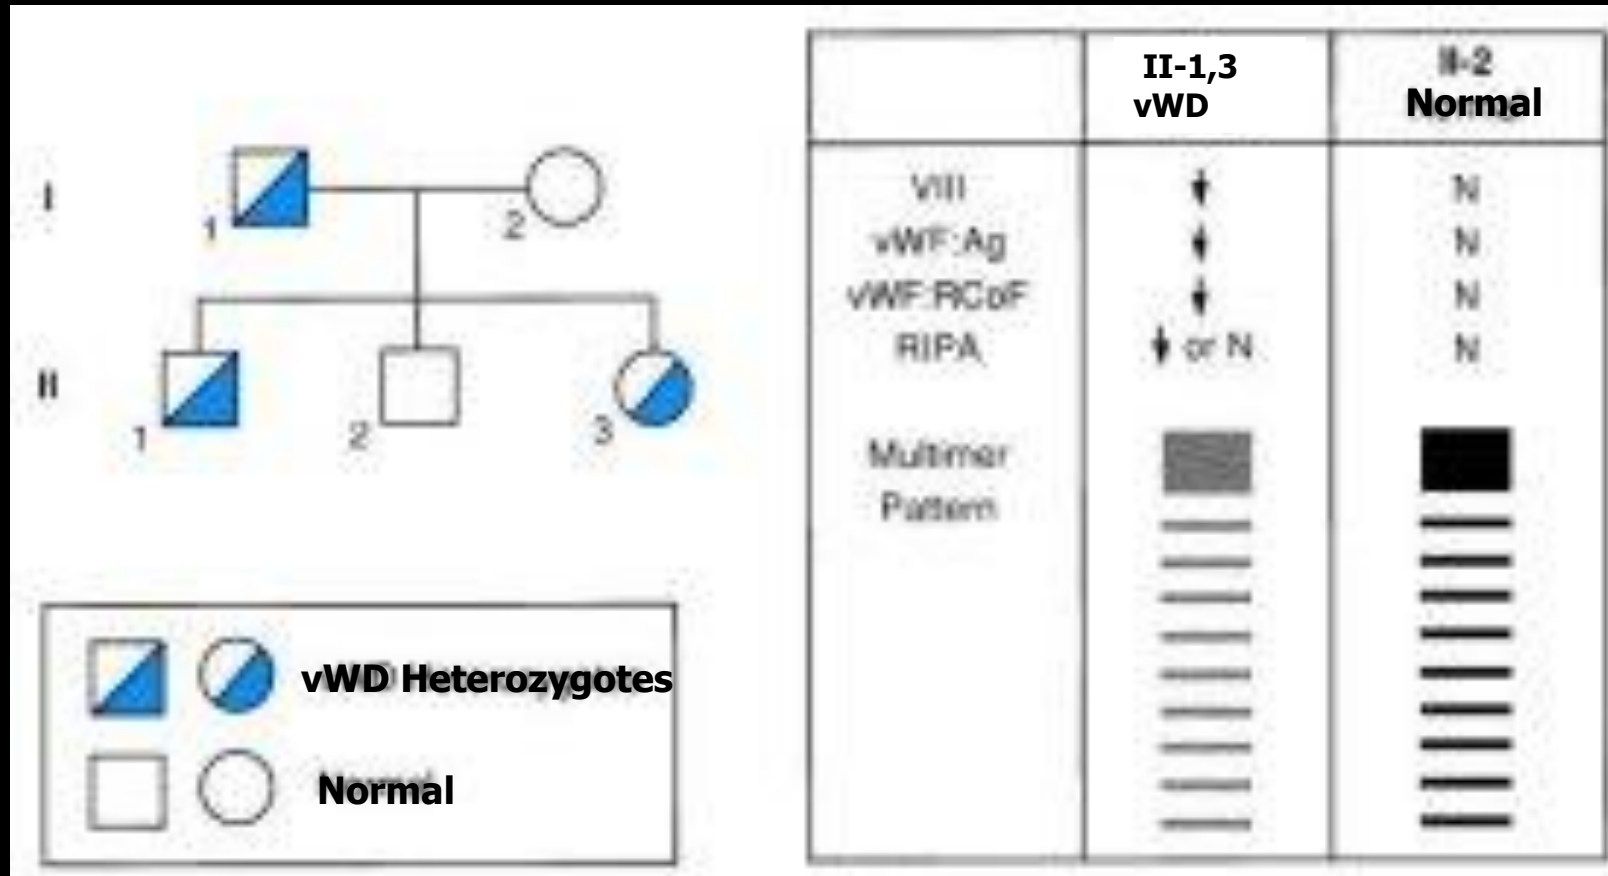 I
1
2
II
1
2
3
vWD Heterozygotes
Normal
II-1,3 II-2
vWD Normal
VIII ↓ N
vWF:Ag ↓ N
vWF:RCoF ↓ N
RIPA ↓ or N N
Multimer
Pattern